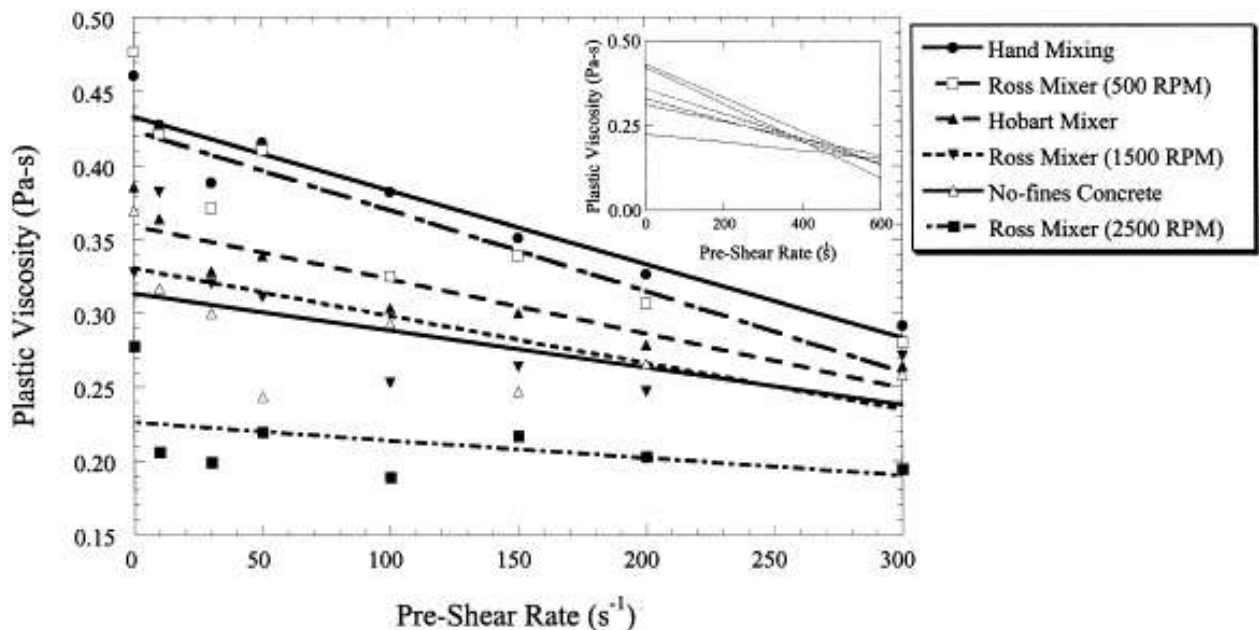 0.50
0.45
0.40
0.35
0.30
0.25
0.20
0.15
Plastic Viscosity (Pa-s)
0
50
100
150
200
250
300
Pre-Shear Rate (s⁻¹)
0.50
0.25
0.00
Plastic Viscosity (Pa-s)
0
200
400
600
Pre-Shear Rate
Hand Mixing
Ross Mixer (500 RPM)
Hobart Mixer
Ross Mixer (1500 RPM)
No-fines Concrete
Ross Mixer (2500 RPM)